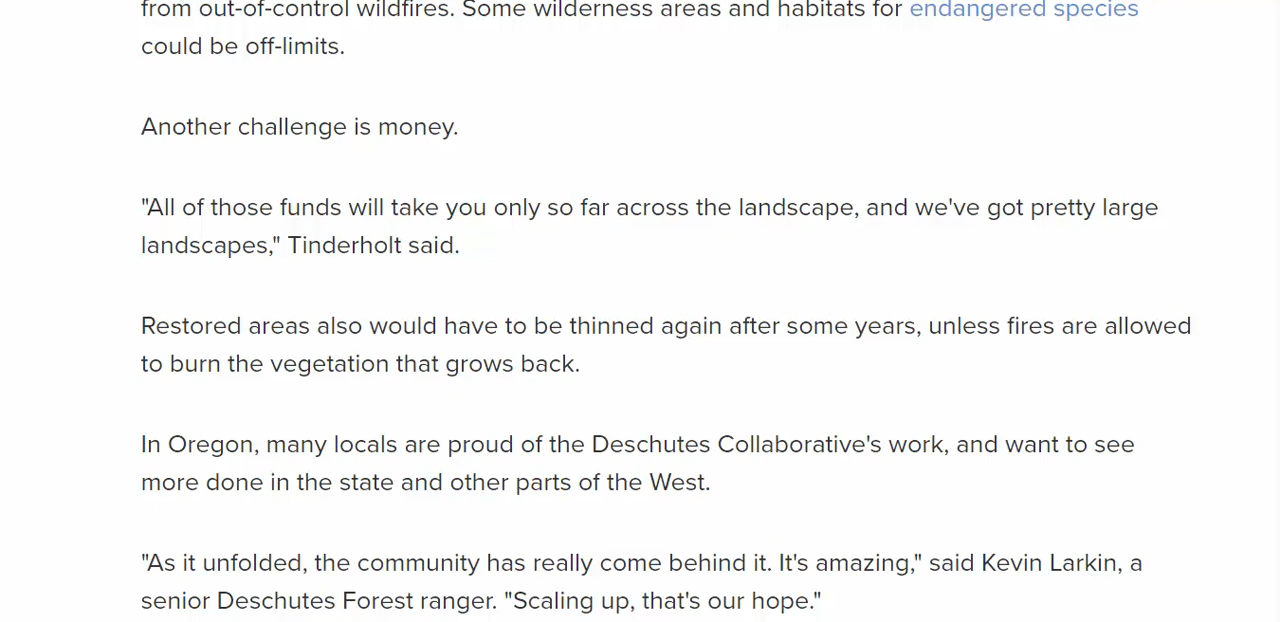 from out-of-control wildfires. Some wilderness areas and habitats for endangered species
could be off-limits.
Another challenge is money.
"All of those funds will take you only so far across the landscape, and we've got pretty large
landscapes," Tinderholt said.
Restored areas also would have to be thinned again after some years, unless fires are allowed
to burn the vegetation that grows back.
In Oregon, many locals are proud of the Deschutes Collaborative's work, and want to see
more done in the state and other parts of the West.
"As it unfolded, the community has really come behind it. It's amazing," said Kevin Larkin, a
senior Deschutes Forest ranger. "Scaling up, that's our hope."